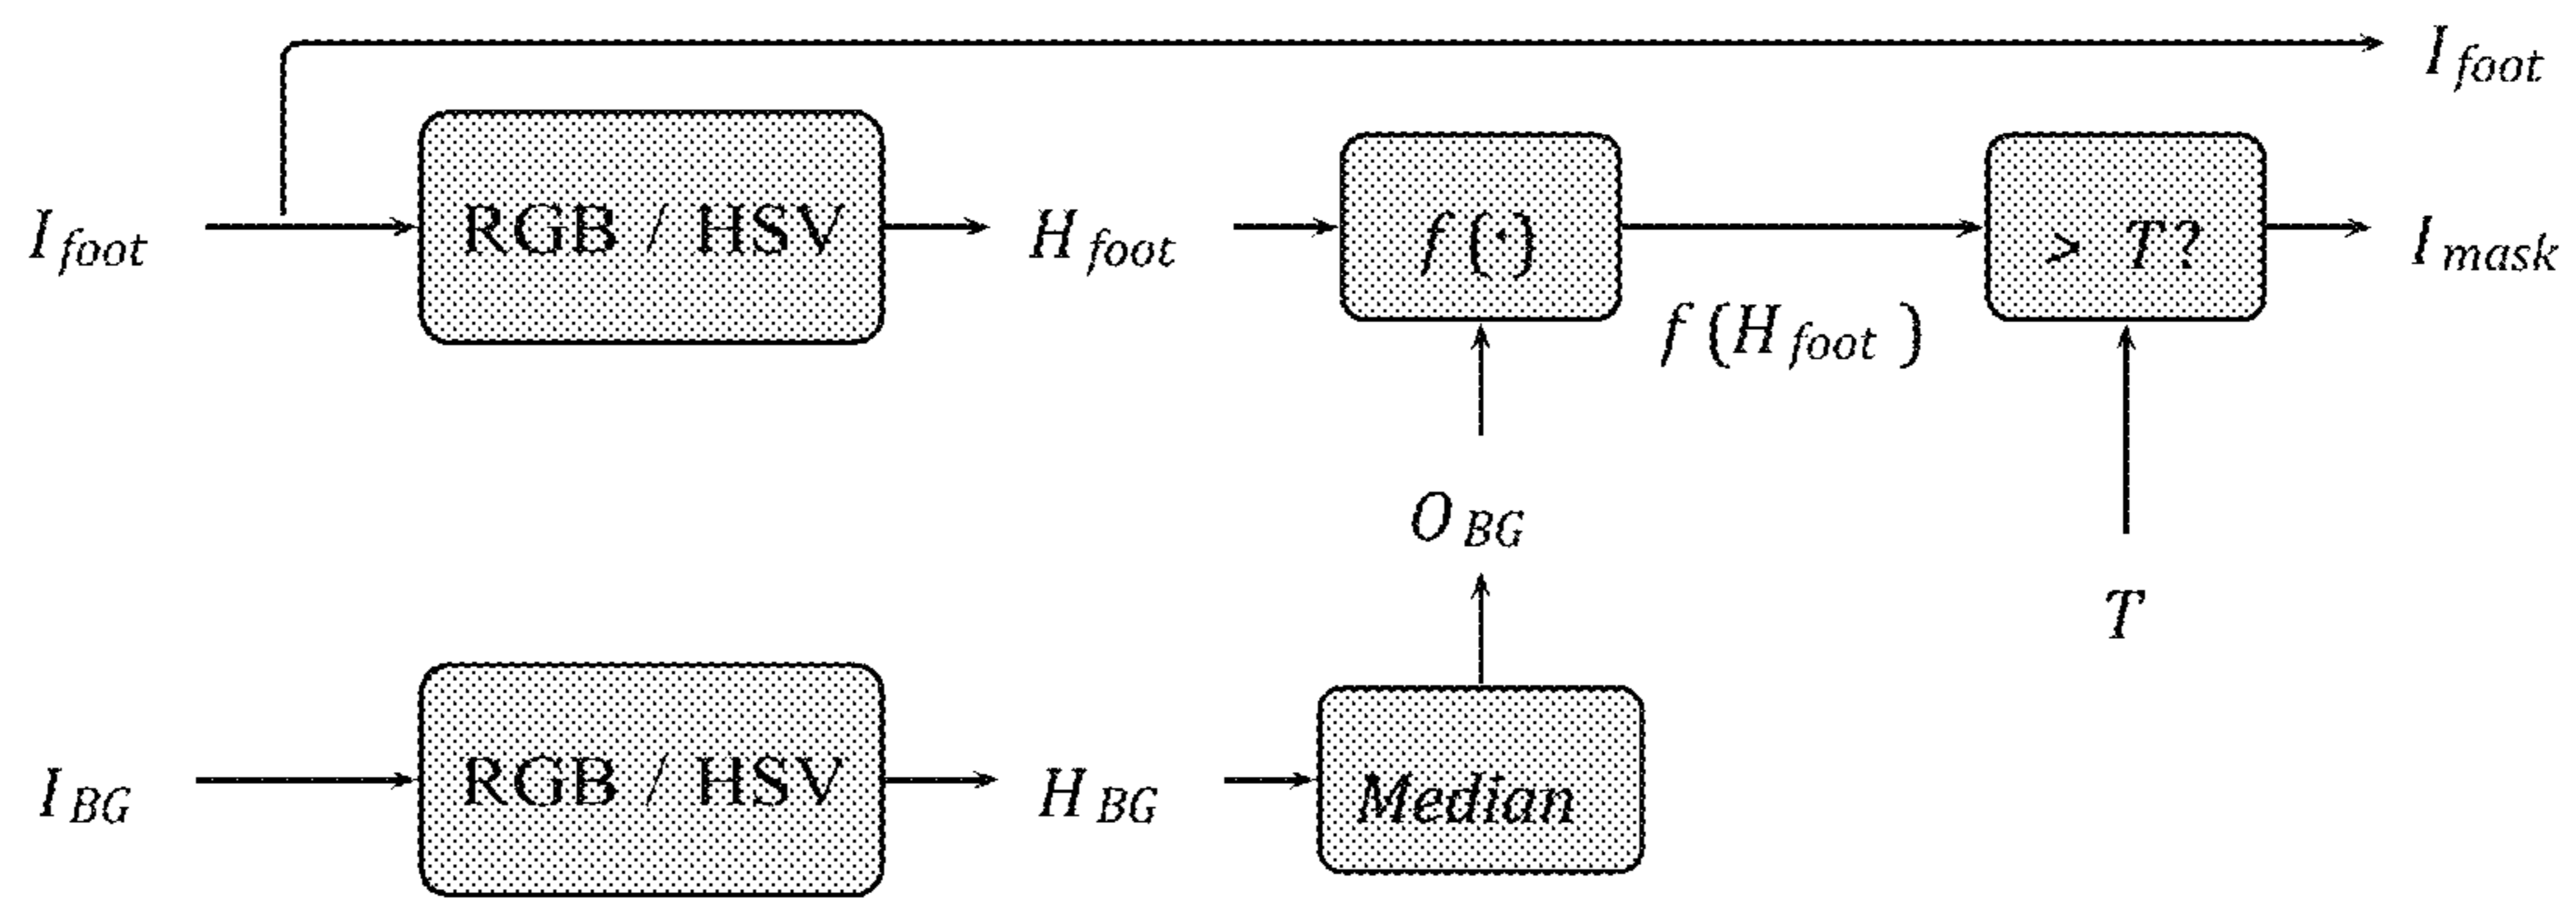 I foot
I foot RGB / HSV H foot f (·) > T? I mask
f (H foot )
O BG
T
I BG RGB / HSV H BG Median